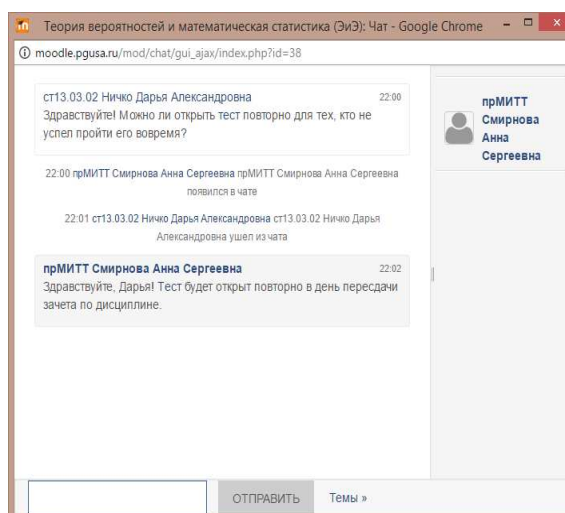 Теория вероятностей и математическая статистика (ЭиЭ): Чат - Google Chrome
moodle.pgusa.ru/mod/chat/gui_ajax/index.php?id=38
ст13.03.02 Ничко Дарья Александровна 22:00
Здравствуйте! Можно ли открыть тест повторно для тех, кто не
успел пройти его вовремя?
22:00 прМИТТ Смирнова Анна Сергеевна прМИТТ Смирнова Анна Сергеевна
появился в чате
22:01 ст13.03.02 Ничко Дарья Александровна ст13.03.02 Ничко Дарья
Александровна ушел из чата
прМИТТ Смирнова Анна Сергеевна 22:02
Здравствуйте, Дарья! Тест будет открыт повторно в день пересдачи
зачета по дисциплине.
прМИТТ
Смирнова
Анна
Сергеевна
ОТПРАВИТЬ Темы »